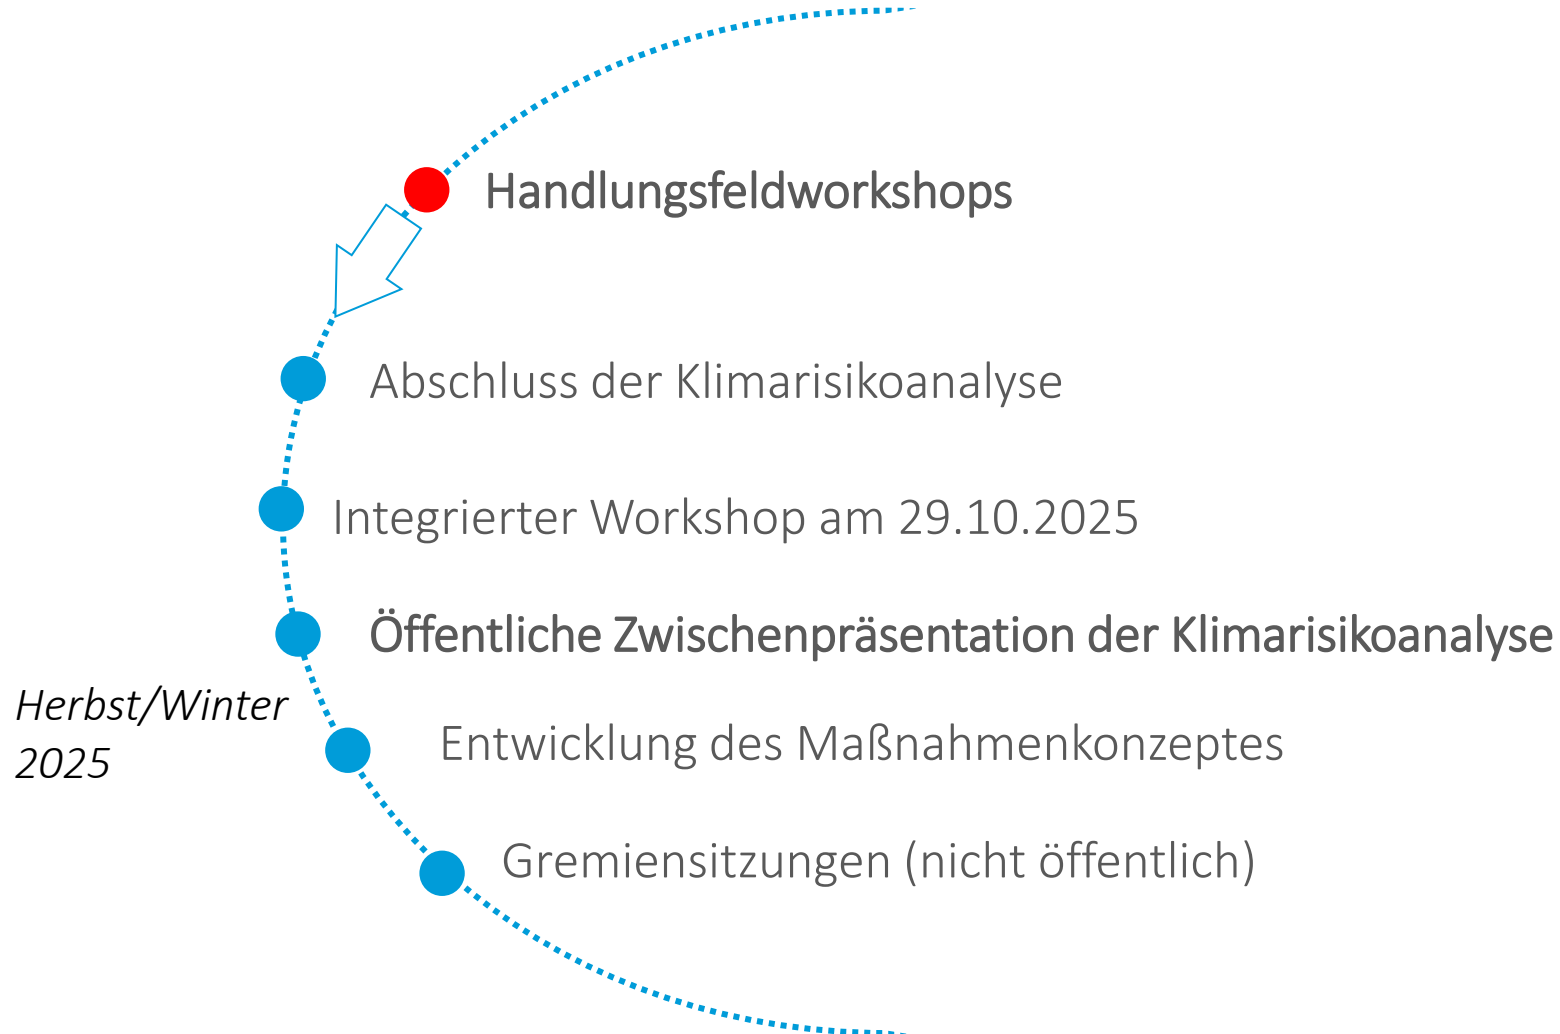 Handlungsfeldworkshops
Abschluss der Klimarisikoanalyse
Integrierter Workshop am 29.10.2025
Öffentliche Zwischenpräsentation der Klimarisikoanalyse
Herbst/Winter
2025
Entwicklung des Maßnahmenkonzeptes
Gremiensitzungen (nicht öffentlich)